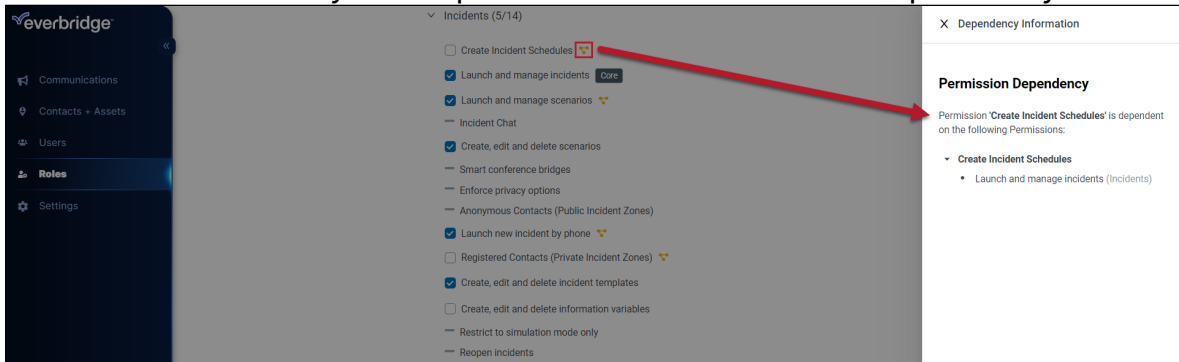 everbridge
Communications
Contacts + Assets
Users
Roles
Settings
Incidents (5/14)
Create Incident Schedules
Launch and manage incidents Core
Launch and manage scenarios
Incident Chat
Create, edit and delete scenarios
Smart conference bridges
Enforce privacy options
Anonymous Contacts (Public Incident Zones)
Launch new incident by phone
Registered Contacts (Private Incident Zones)
Create, edit and delete incident templates
Create, edit and delete information variables
Restrict to simulation mode only
Reopen incidents
X Dependency Information
Permission Dependency
Permission 'Create Incident Schedules' is dependent
on the following Permissions:
Create Incident Schedules
Launch and manage incidents (Incidents)